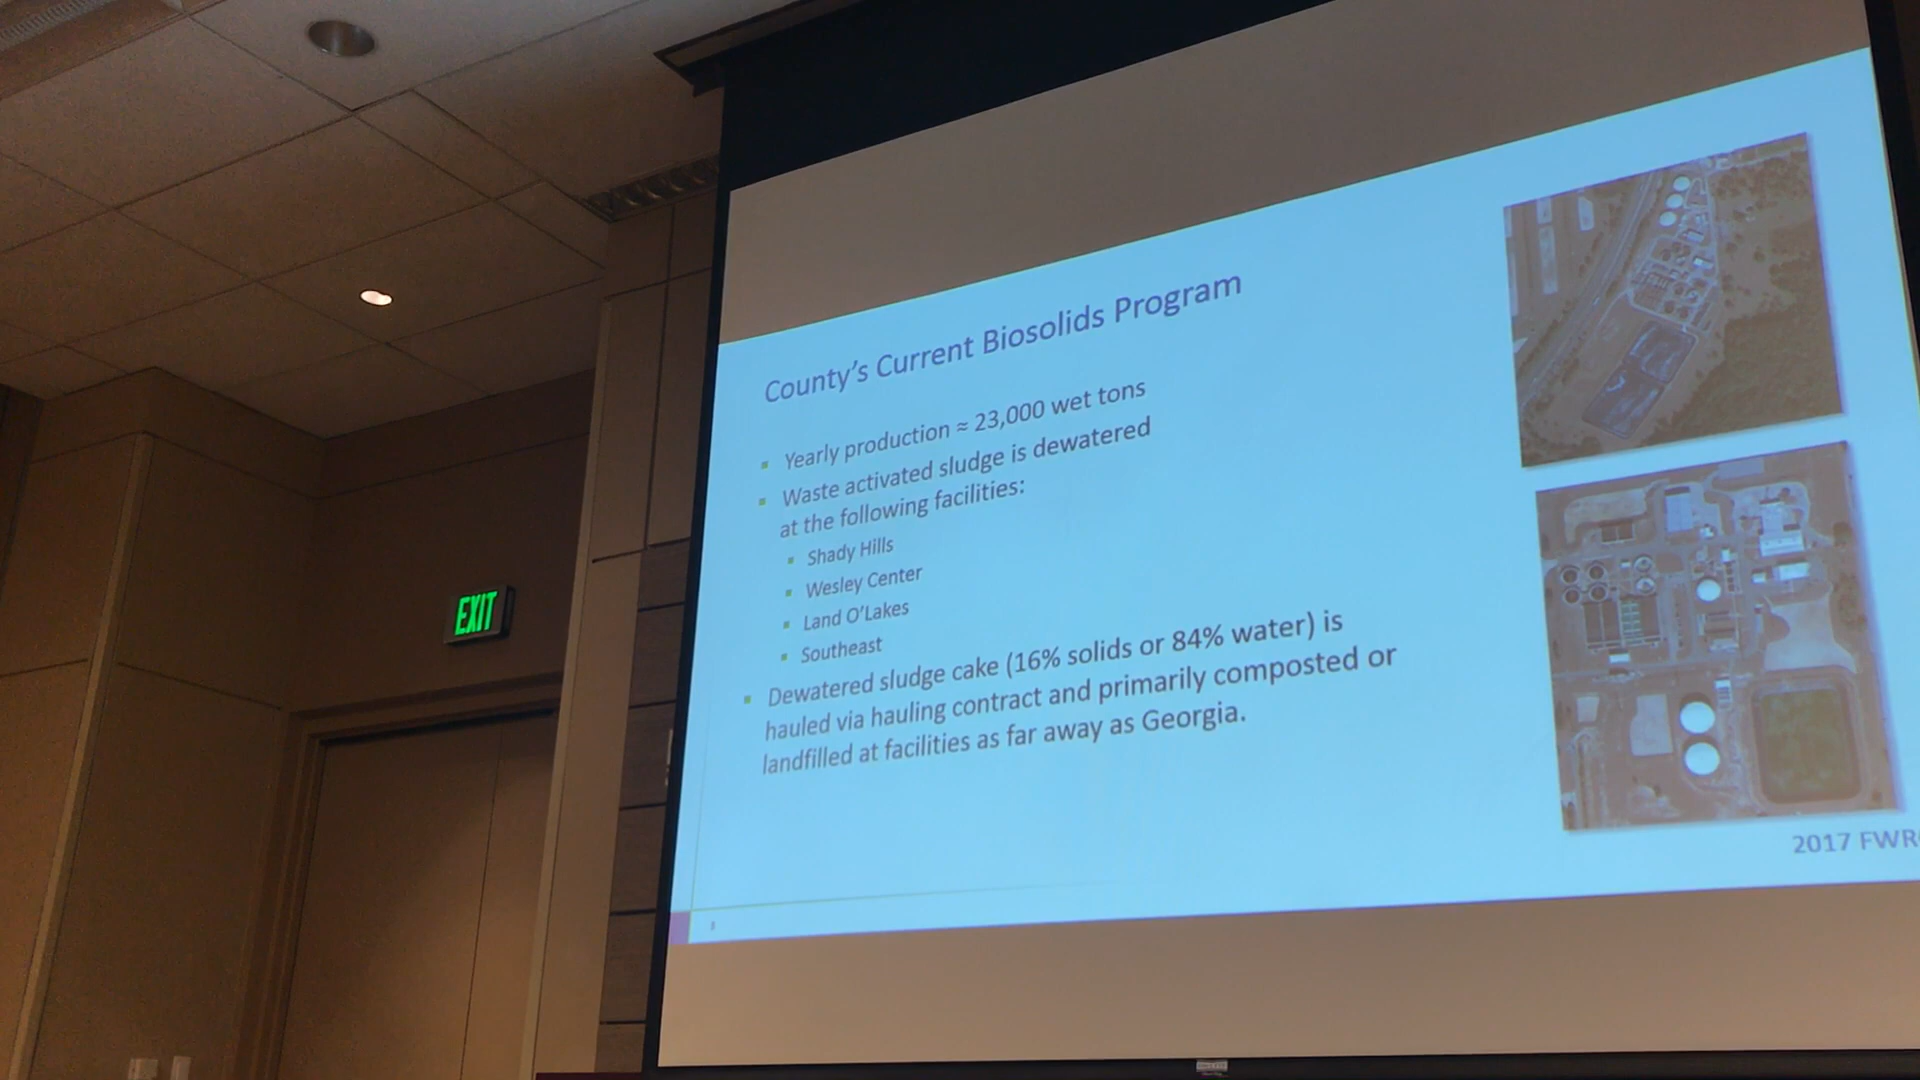 County's Current Biosolids Program
▪ Yearly production ≈ 23,000 wet tons
▪ Waste activated sludge is dewatered
at the following facilities:
▪ Shady Hills
▪ Wesley Center
▪ Land O'Lakes
▪ Southeast
▪ Dewatered sludge cake (16% solids or 84% water) is
hauled via hauling contract and primarily composted or
landfilled at facilities as far away as Georgia.
2017 FWR
EXIT